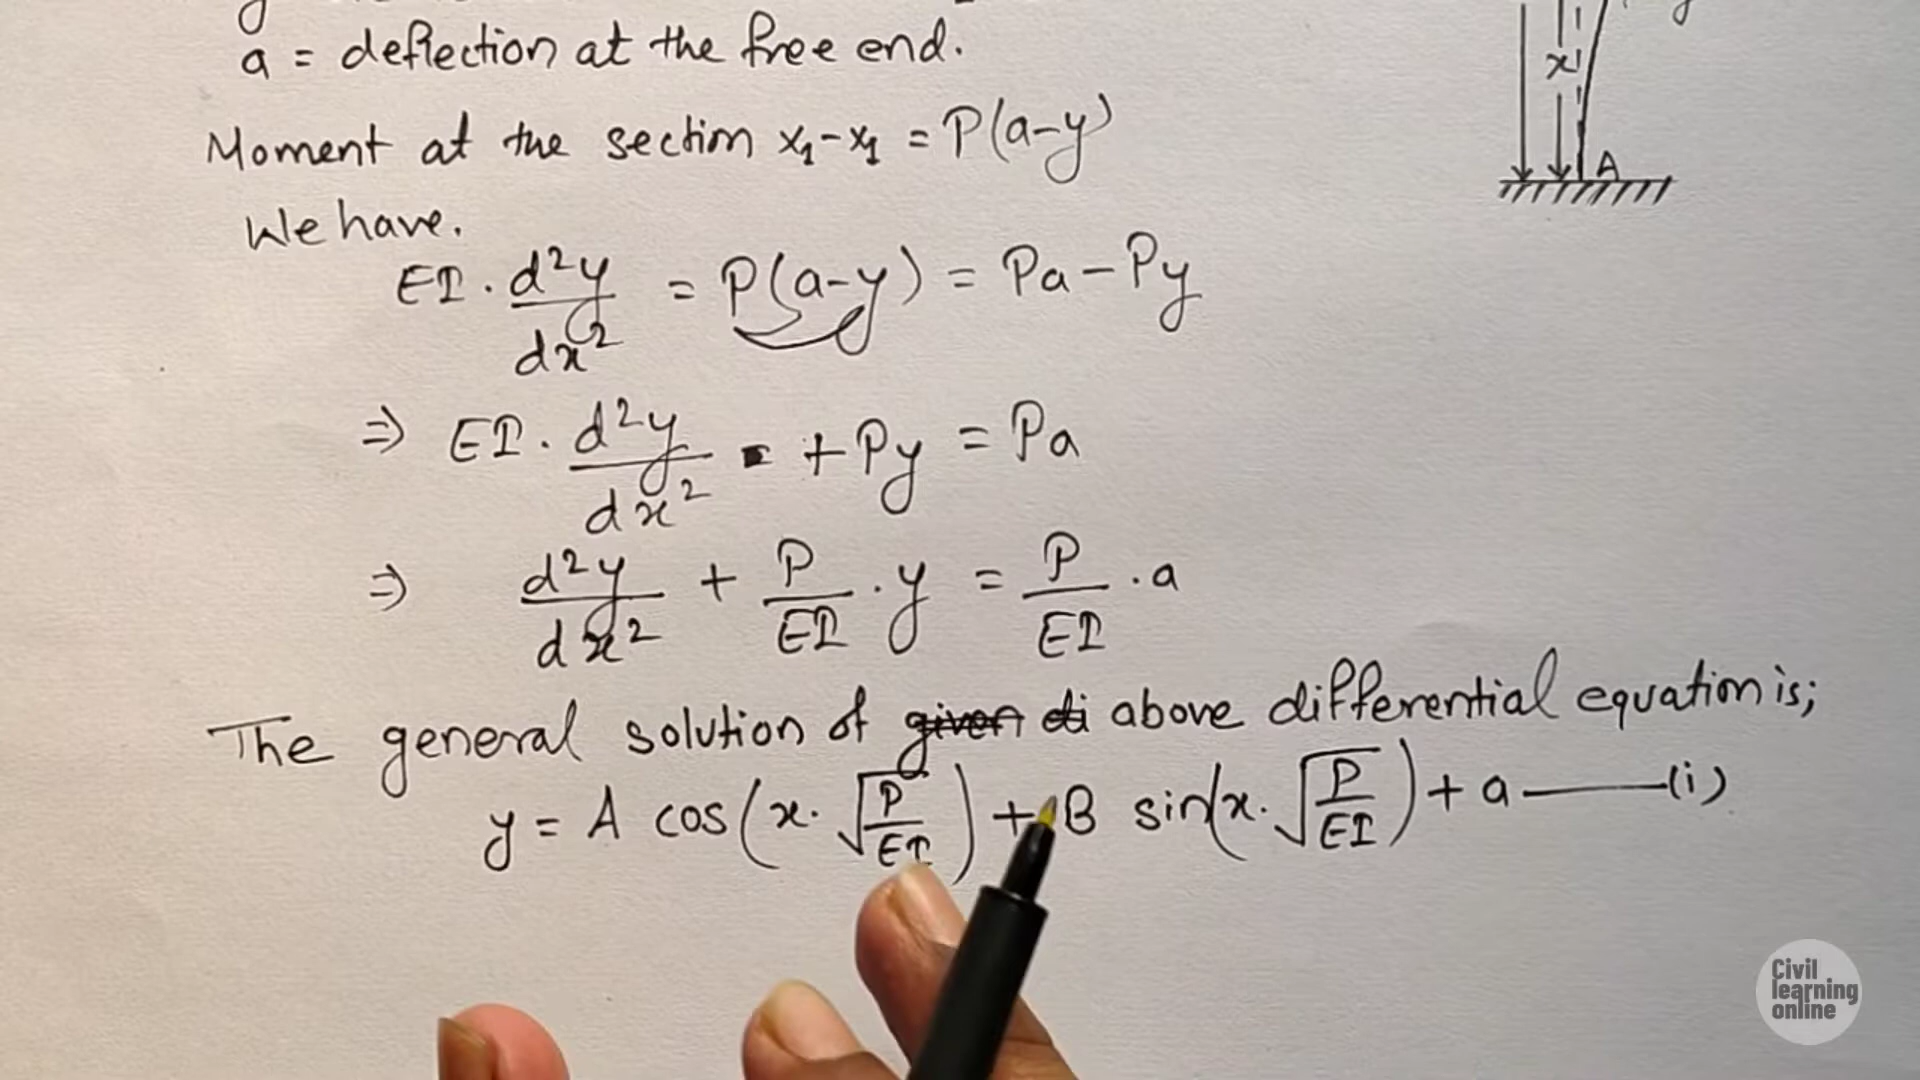 a = deflection at the free end.
x
A
Moment at the section x₁-x₁ = P(a-y)
We have.
EI . d²y/dx² = P(a-y) = Pa - Py
⇒ EI . d²y/dx² + Py = Pa
⇒ d²y/dx² + P/EI . y = P/EI . a
The general solution of given di above differential equation is;
y = A cos(x. √P/EI) + B sin(x. √P/EI) + a —— (i)
Civil
learning
online